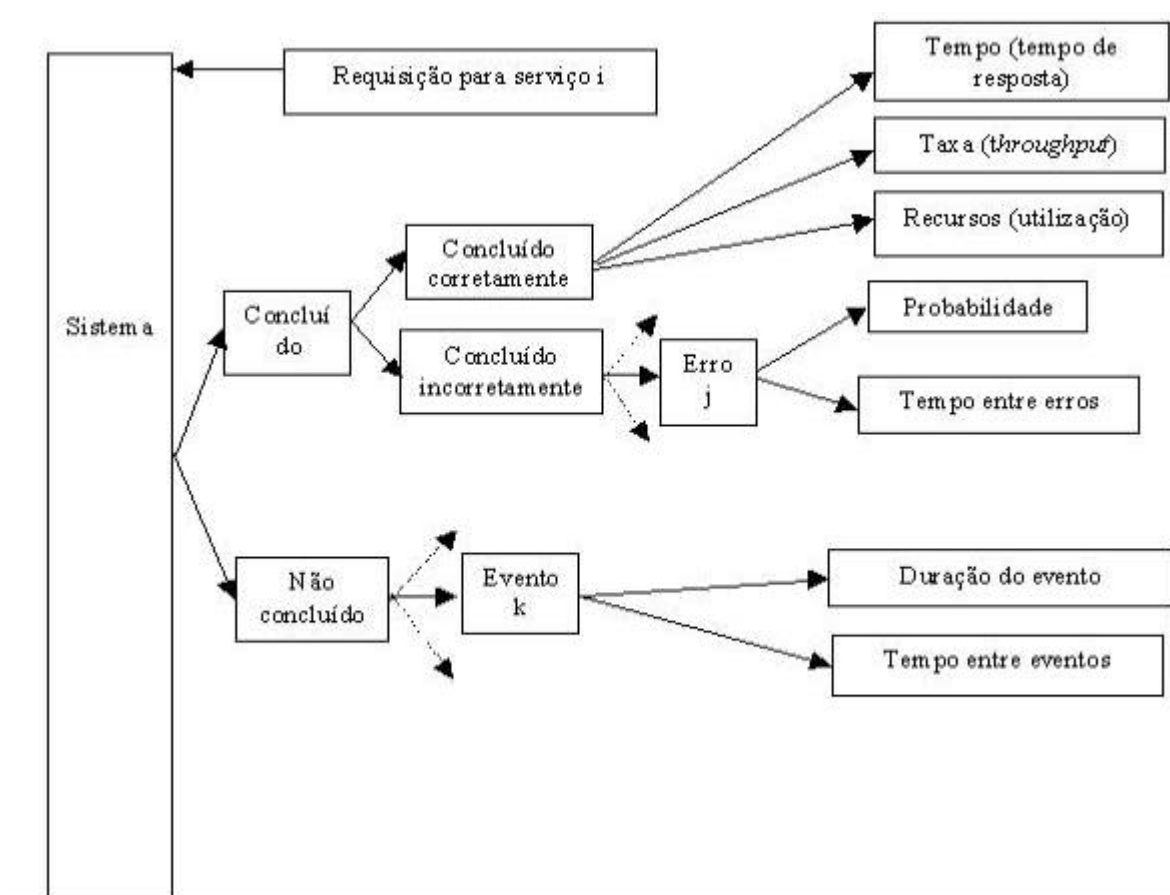 Requisição para serviço i
Tempo (tempo de
resposta)
Taxa (throughput)
Recursos (utilização)
Concluído
corretamente
Sistema
Concluí
do
Concluído
incorretamente
Erro
j
Probabilidade
Tempo entre erros
Não
concluído
Evento
k
Duração do evento
Tempo entre eventos